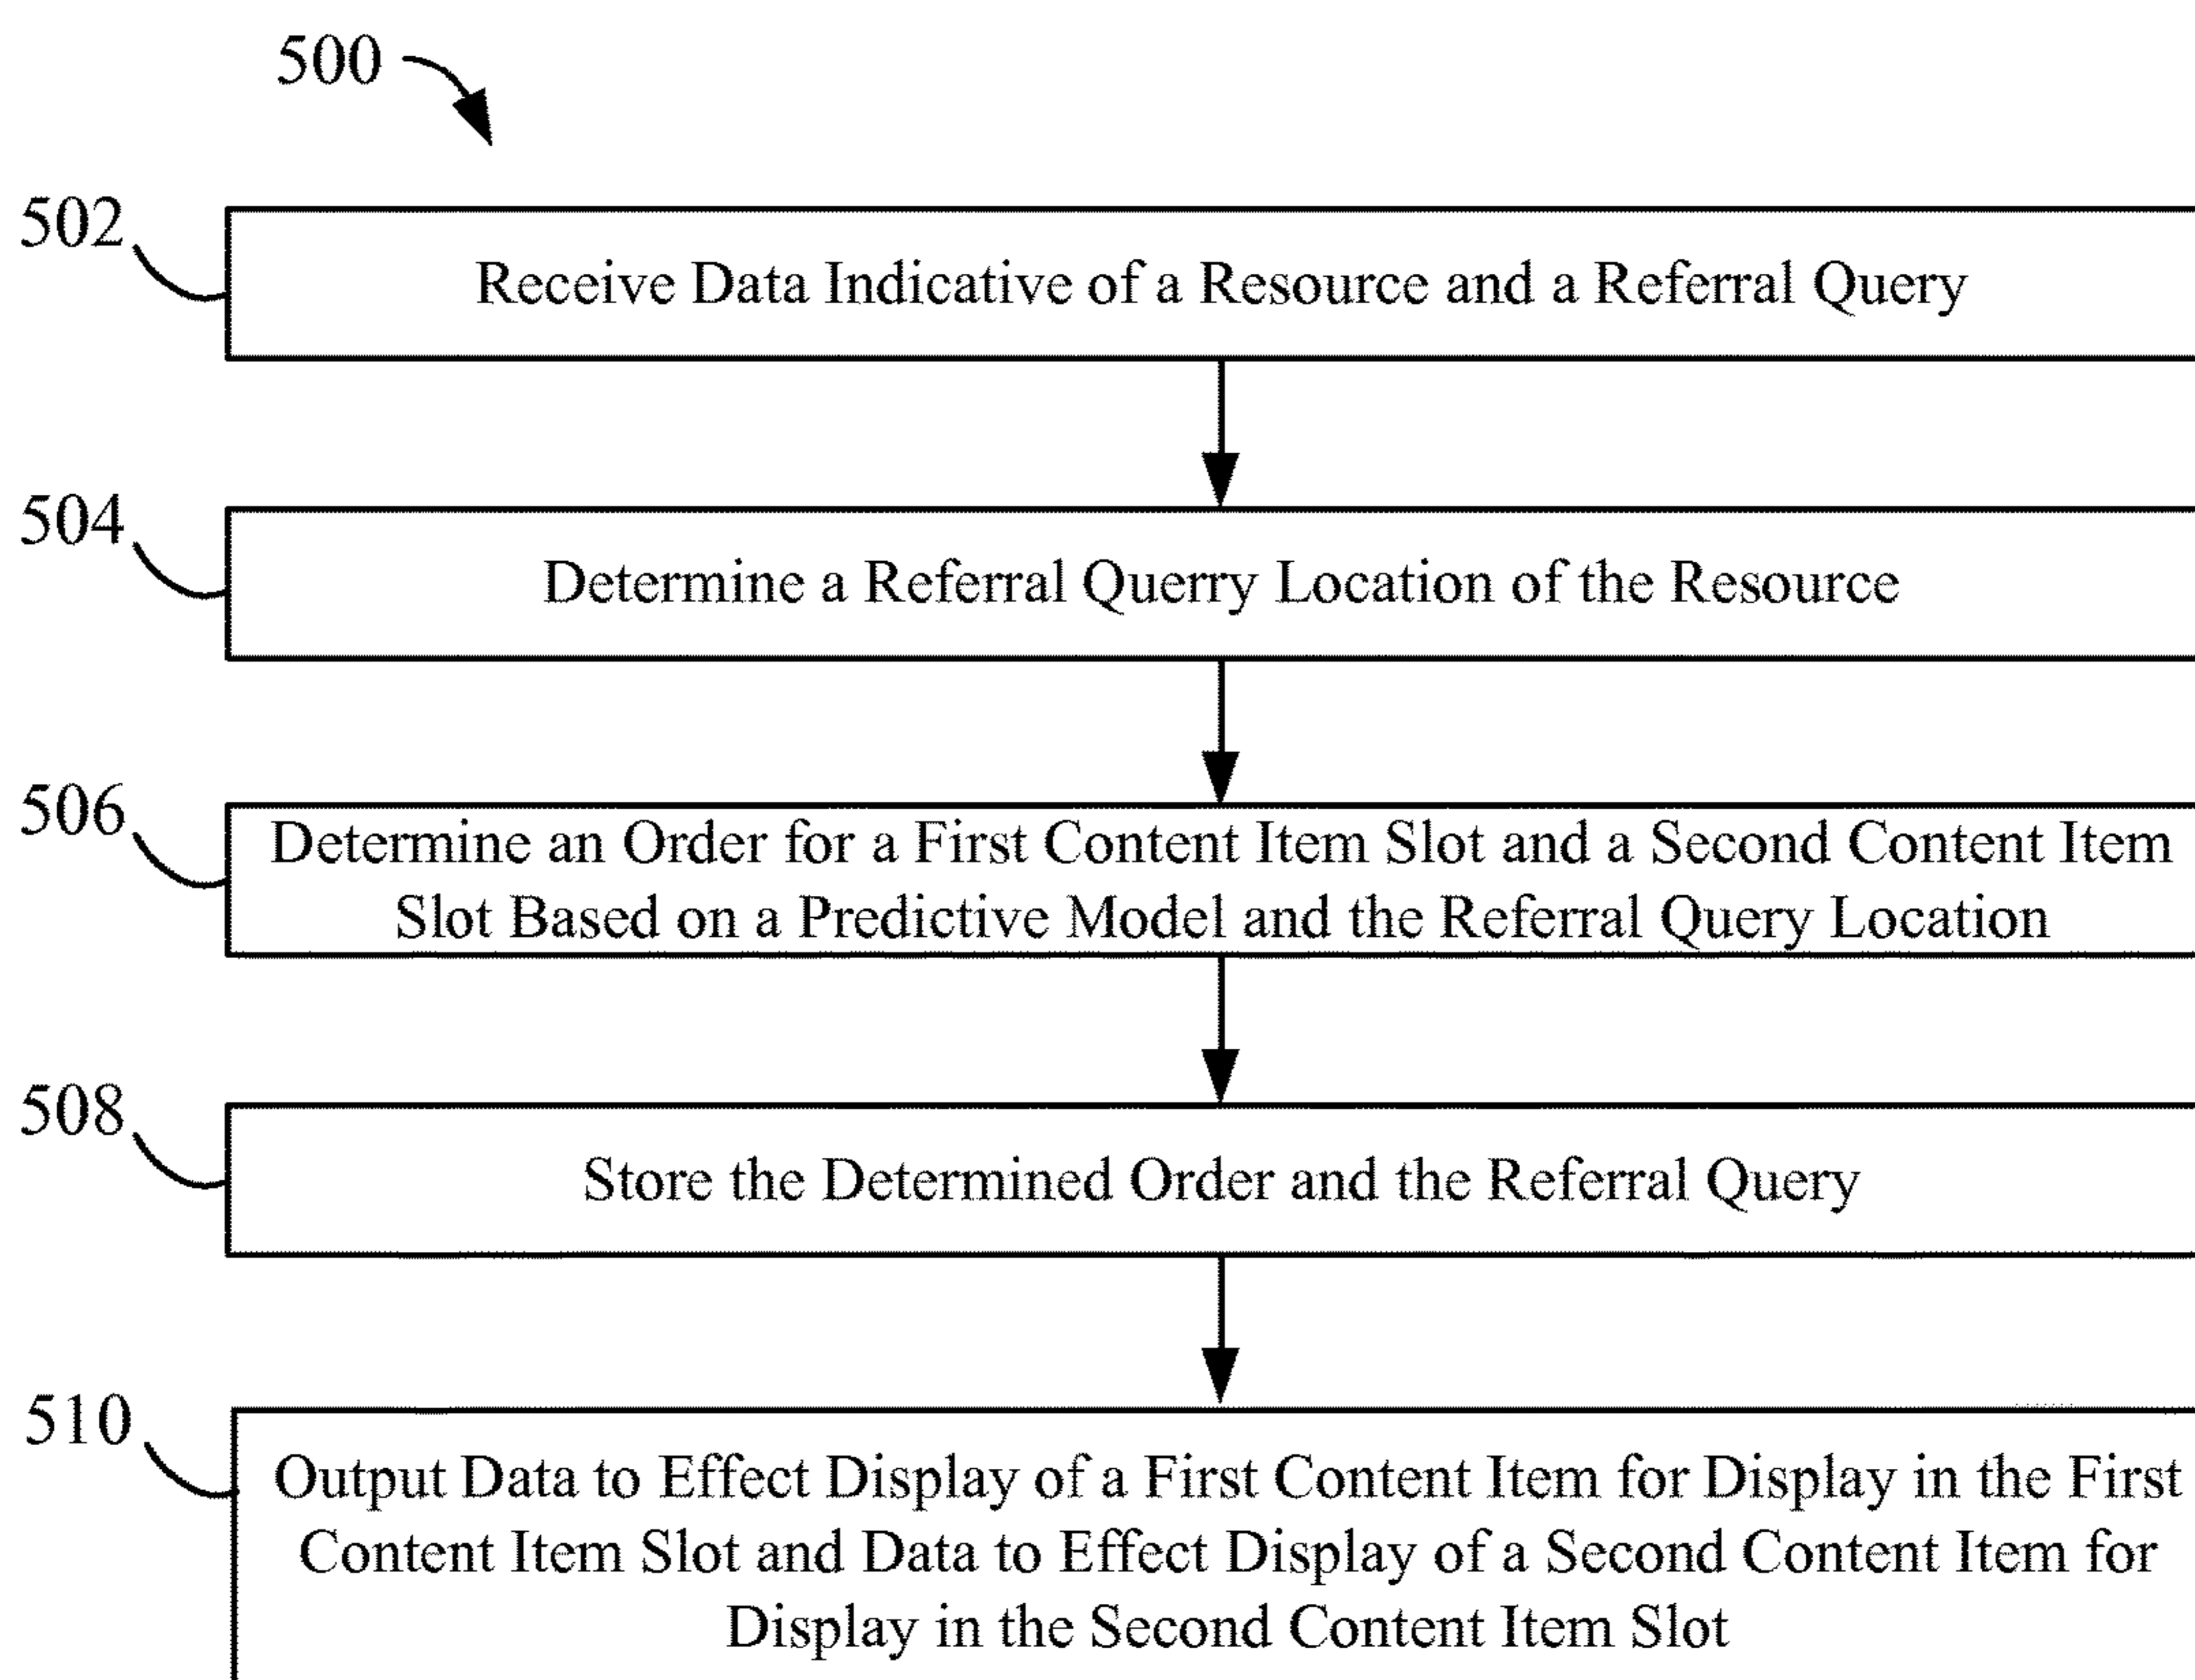 500
502
Receive Data Indicative of a Resource and a Referral Query
504
Determine a Referral Querry Location of the Resource
506
Determine an Order for a First Content Item Slot and a Second Content Item
Slot Based on a Predictive Model and the Referral Query Location
508
Store the Determined Order and the Referral Query
510
Output Data to Effect Display of a First Content Item for Display in the First
Content Item Slot and Data to Effect Display of a Second Content Item for
Display in the Second Content Item Slot